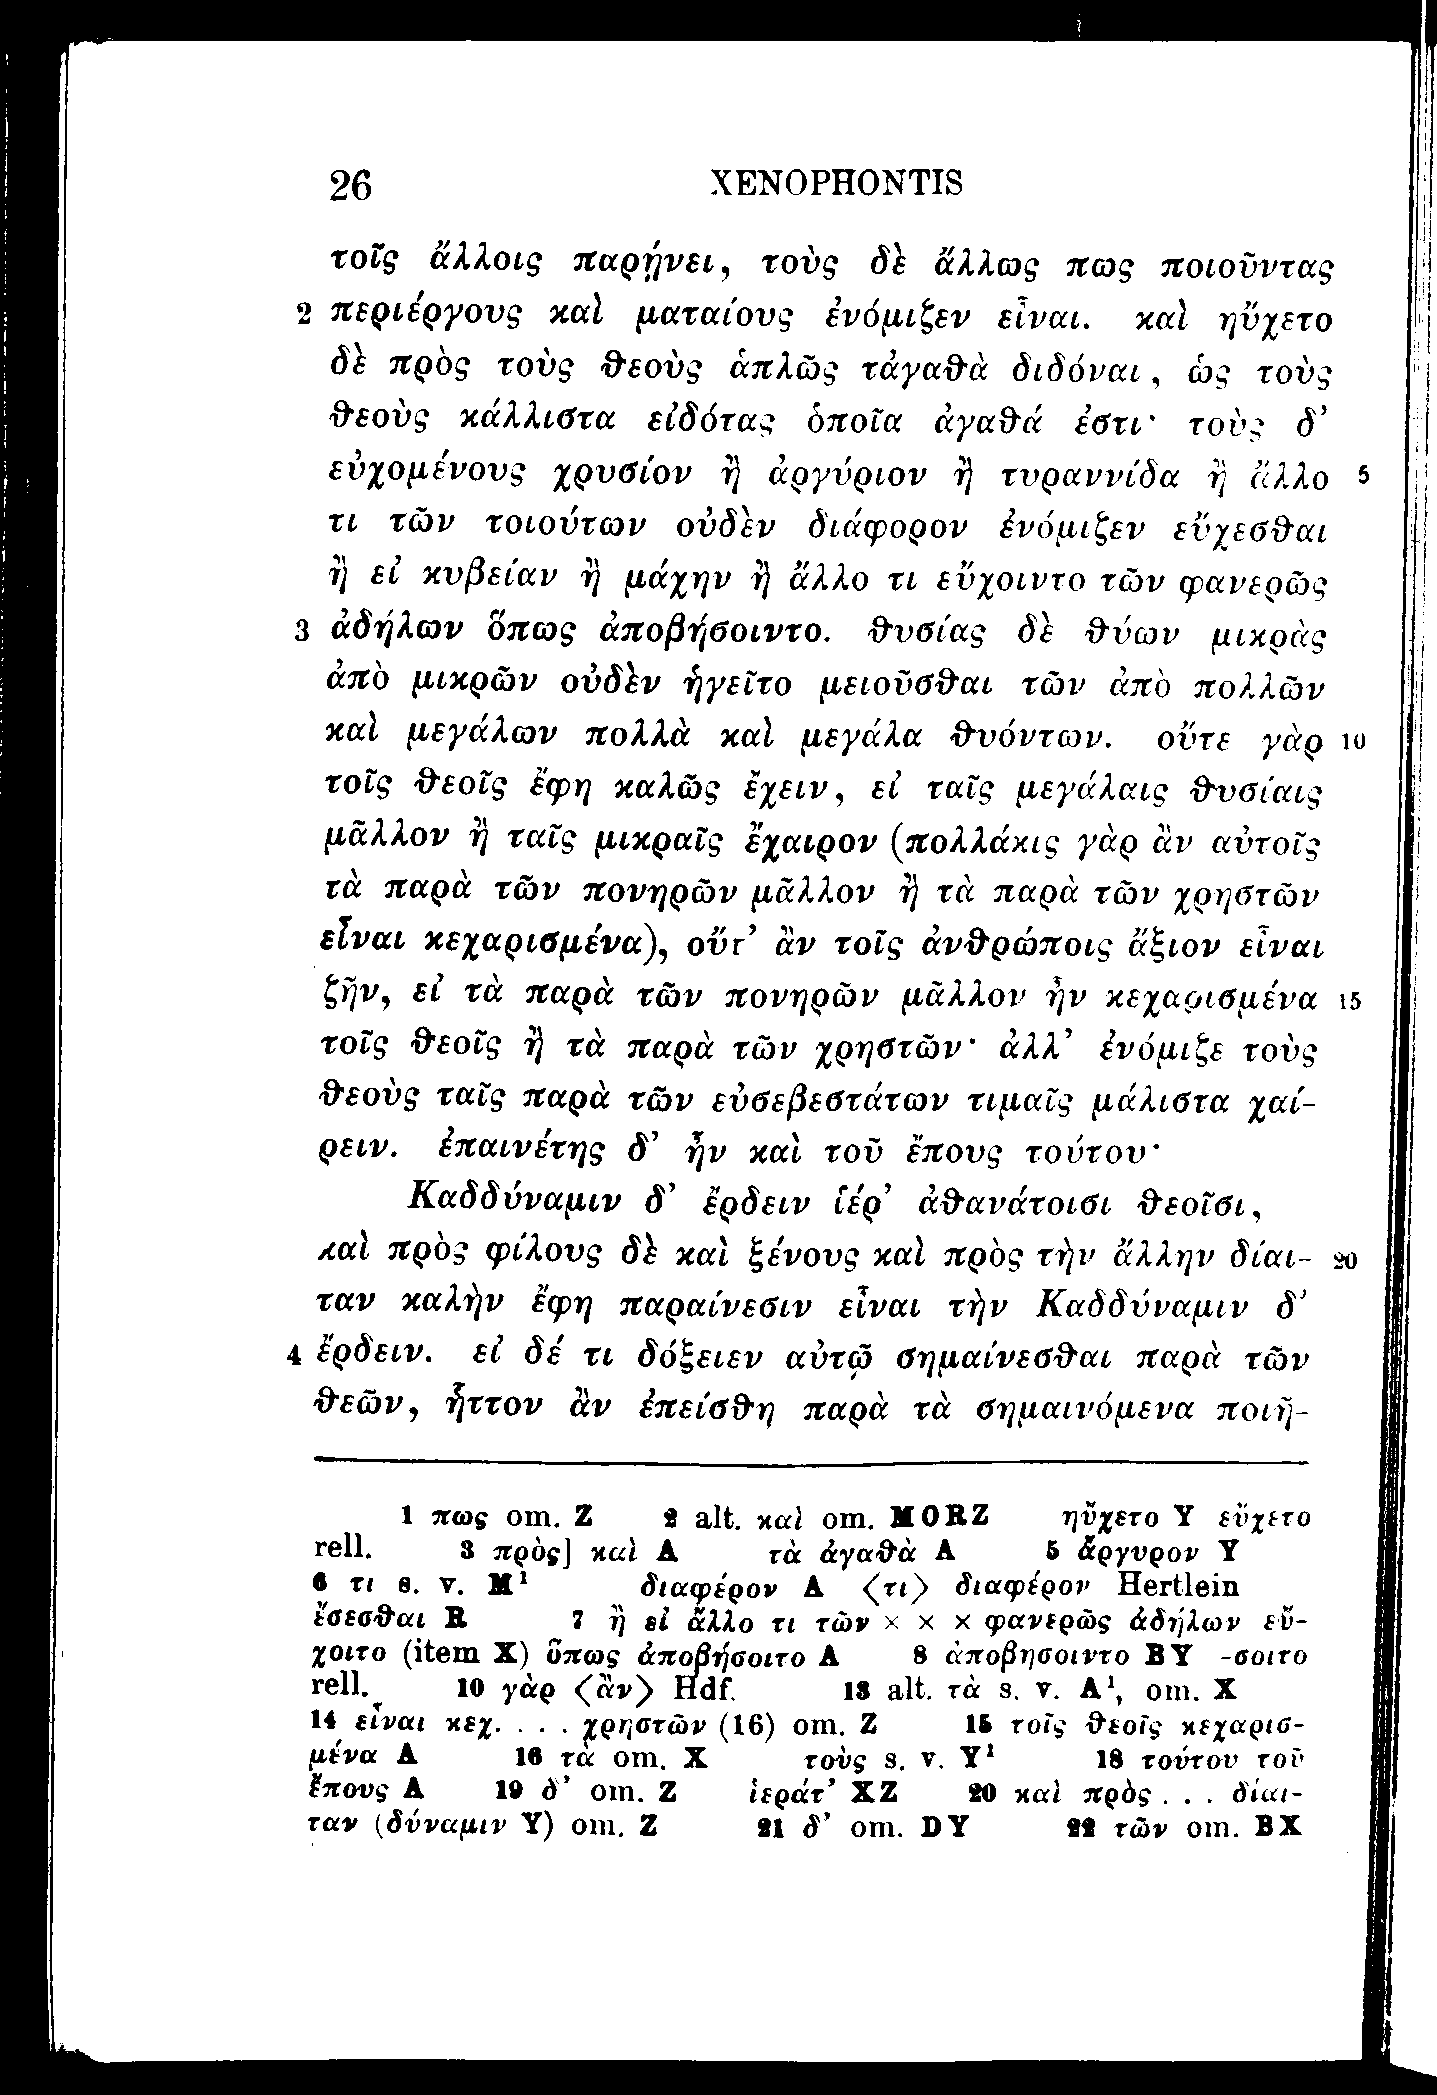 26 XENOPHONTIS
τοῖς ἄλλοις παρῄνει, τοὺς δὲ ἄλλως πως ποιοῦντας
2 περιέργους καὶ ματαίους ἐνόμιζεν εἶναι. καὶ ηὔχετο
δὲ πρὸς τοὺς θεοὺς ἁπλῶς τἀγαθὰ διδόναι, ὡς τοὺς
θεοὺς κάλλιστα εἰδότας ὁποῖα ἀγαθά ἐστι· τοὺς δ’
εὐχομένους χρυσίον ἢ ἀργύριον ἢ τυραννίδα ἢ ἄλλο 5
τι τῶν τοιούτων οὐδὲν διάφορον ἐνόμιζεν εὔχεσθαι
ἢ εἰ κυβείαν ἢ μάχην ἢ ἄλλο τι εὔχοιντο τῶν φανερῶς
3 ἀδήλων ὅπως ἀποβήσοιντο. θυσίας δὲ θύων μικρὰς
ἀπὸ μικρῶν οὐδὲν ἡγεῖτο μειοῦσθαι τῶν ἀπὸ πολλῶν
καὶ μεγάλων πολλὰ καὶ μεγάλα θυόντων. οὔτε γὰρ 10
τοῖς θεοῖς ἔφη καλῶς ἔχειν, εἰ ταῖς μεγάλαις θυσίαις
μᾶλλον ἢ ταῖς μικραῖς ἔχαιρον (πολλάκις γὰρ ἂν αὐτοῖς
τὰ παρὰ τῶν πονηρῶν μᾶλλον ἢ τὰ παρὰ τῶν χρηστῶν
εἶναι κεχαρισμένα), οὔτ’ ἂν τοῖς ἀνθρώποις ἄξιον εἶναι
ζῆν, εἰ τὰ παρὰ τῶν πονηρῶν μᾶλλον ἦν κεχαρισμένα 15
τοῖς θεοῖς ἢ τὰ παρὰ τῶν χρηστῶν· ἀλλ’ ἐνόμιζε τοὺς
θεοὺς ταῖς παρὰ τῶν εὐσεβεστάτων τιμαῖς μάλιστα χαί-
ρειν. ἐπαινέτης δ’ ἦν καὶ τοῦ ἔπους τούτου·
Καδδύναμιν δ’ ἔρδειν ἱέρ’ ἀθανάτοισι θεοῖσι,
καὶ πρὸς φίλους δὲ καὶ ξένους καὶ πρὸς τὴν ἄλλην δίαι- 20
ταν καλὴν ἔφη παραίνεσιν εἶναι τὴν Καδδύναμιν δ’
4 ἔρδειν. εἰ δέ τι δόξειεν αὐτῷ σημαίνεσθαι παρὰ τῶν
θεῶν, ἧττον ἂν ἐπείσθη παρὰ τὰ σημαινόμενα ποιῆ-
1 πως om. Z 2 alt. καὶ om. MORZ ηὔχετο Y εὔχετο
rell. 3 πρὸς] καὶ A τὰ ἀγαθὰ A 5 ἄργυρον Y
6 τι s. v. M¹ διαφέρον A ⟨τι⟩ διαφέρον Hertlein
ἔσεσθαι R 7 ἢ εἰ ἄλλο τι τῶν × × × φανερῶς ἀδήλων εὔ-
χοιτο (item X) ὅπως ἀποβήσοιτο A 8 ἀποβησοιντο BY -σοιτο
rell. 10 γὰρ ⟨ἂν⟩ Hdf. 13 alt. τὰ s. v. A¹, om. X
14 εἶναι κεχ. . . . χρηστῶν (16) om. Z 15 τοῖς θεοῖς κεχαρισ-
μένα A 16 τὰ om. X τοὺς s. v. Y¹ 18 τούτου τοῦ
ἔπους A 19 δ’ om. Z ἱεράτ’ XZ 20 καὶ πρὸς . . . δίαι-
ταν (δύναμιν Y) om. Z 21 δ’ om. DY 22 τῶν om. BX